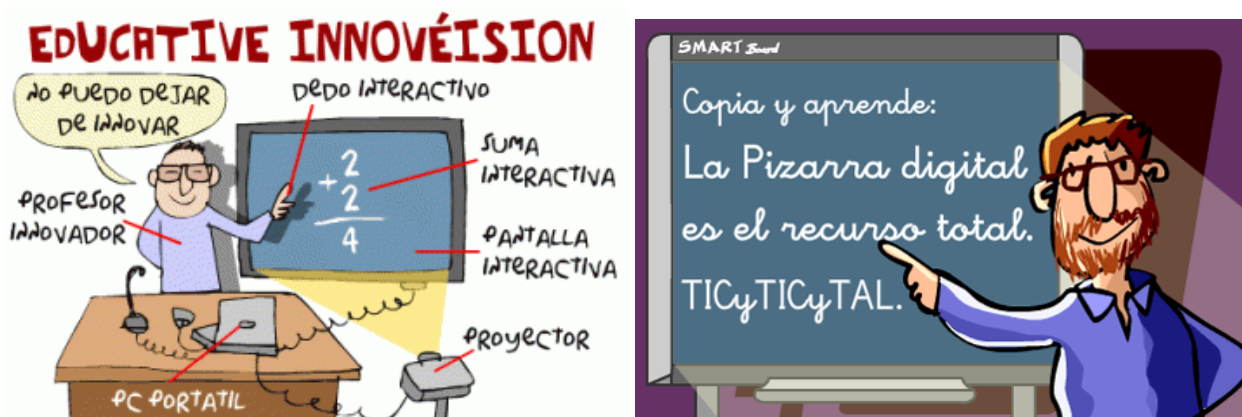 EDUCATIVE INNOVÉISION
NO PUEDO DEJAR
DE INNOVAR
DEDO INTERACTIVO
2
+ 2
4
SUMA
INTERACTIVA
PROFESOR
INNOVADOR
PANTALLA
INTERACTIVA
PROYECTOR
PC PORTATIL
SMART Board
Copia y aprende:
La Pizarra digital
es el recurso total.
TICyTICyTAL.